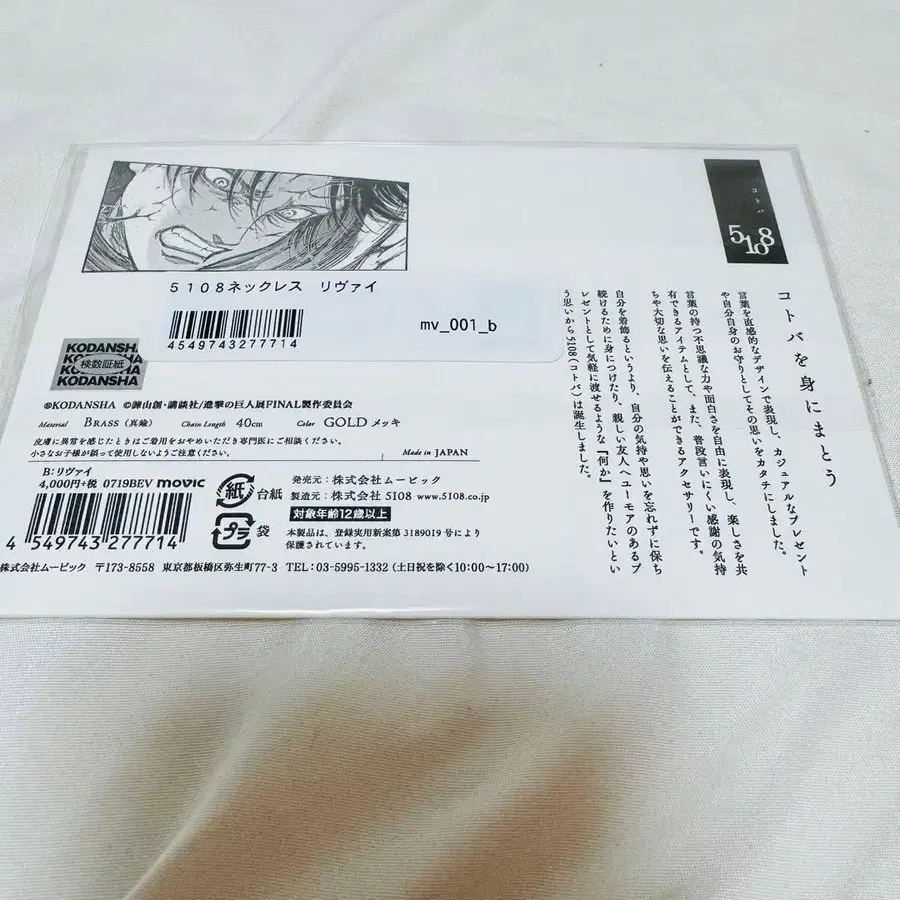 5108ネックレス リヴァイ
4549743277714
mv_001_b
KODANSHA
KODANSHA
検数証紙
KODANSHA
KODANSHA
©KODANSHA ©諫山創・講談社/進撃の巨人展FINAL製作委員会
Material BRASS (真鍮) Chain Length 40cm Color GOLD メッキ
皮膚に異常を感じたときはご着用をおやめいただき専門医にご相談ください。
小さなお子様が誤って使用しないようご注意ください。
Made in JAPAN
B:リヴァイ
4,000円+税 0719BEV movic
4 549743 277714
紙 台紙
プラ 袋
発売元:株式会社ムービック
製造元:株式会社5108 www.5108.co.jp
対象年齢12歳以上
本製品は、登録実用新案第3189019号により
保護されています。
株式会社ムービック 〒173-8558 東京都板橋区弥生町77-3 TEL:03-5995-1332 (土日祝を除く10:00~17:00)
コトバ
5108
コトバを身にまとう
言葉を直感的なデザインで表現し、カジュアルなプレゼント
や自分自身のお守りとしてその思いをカタチにしました。
言葉の持つ不思議な力や面白さを自由に表現し、楽しさを共
有できるアイテムとして、また、普段言いにくい感謝の気持
ちや大切な思いを伝えることができるアクセサリーです。
自分を着飾るというより、自分の気持や思いを忘れずに保ち
続けるために身につけたり、親しい友人へユーモアのあるプ
レゼントとして気軽に渡せるような『何か』を作りたいとい
う思いから5108(コトバ)は誕生しました。